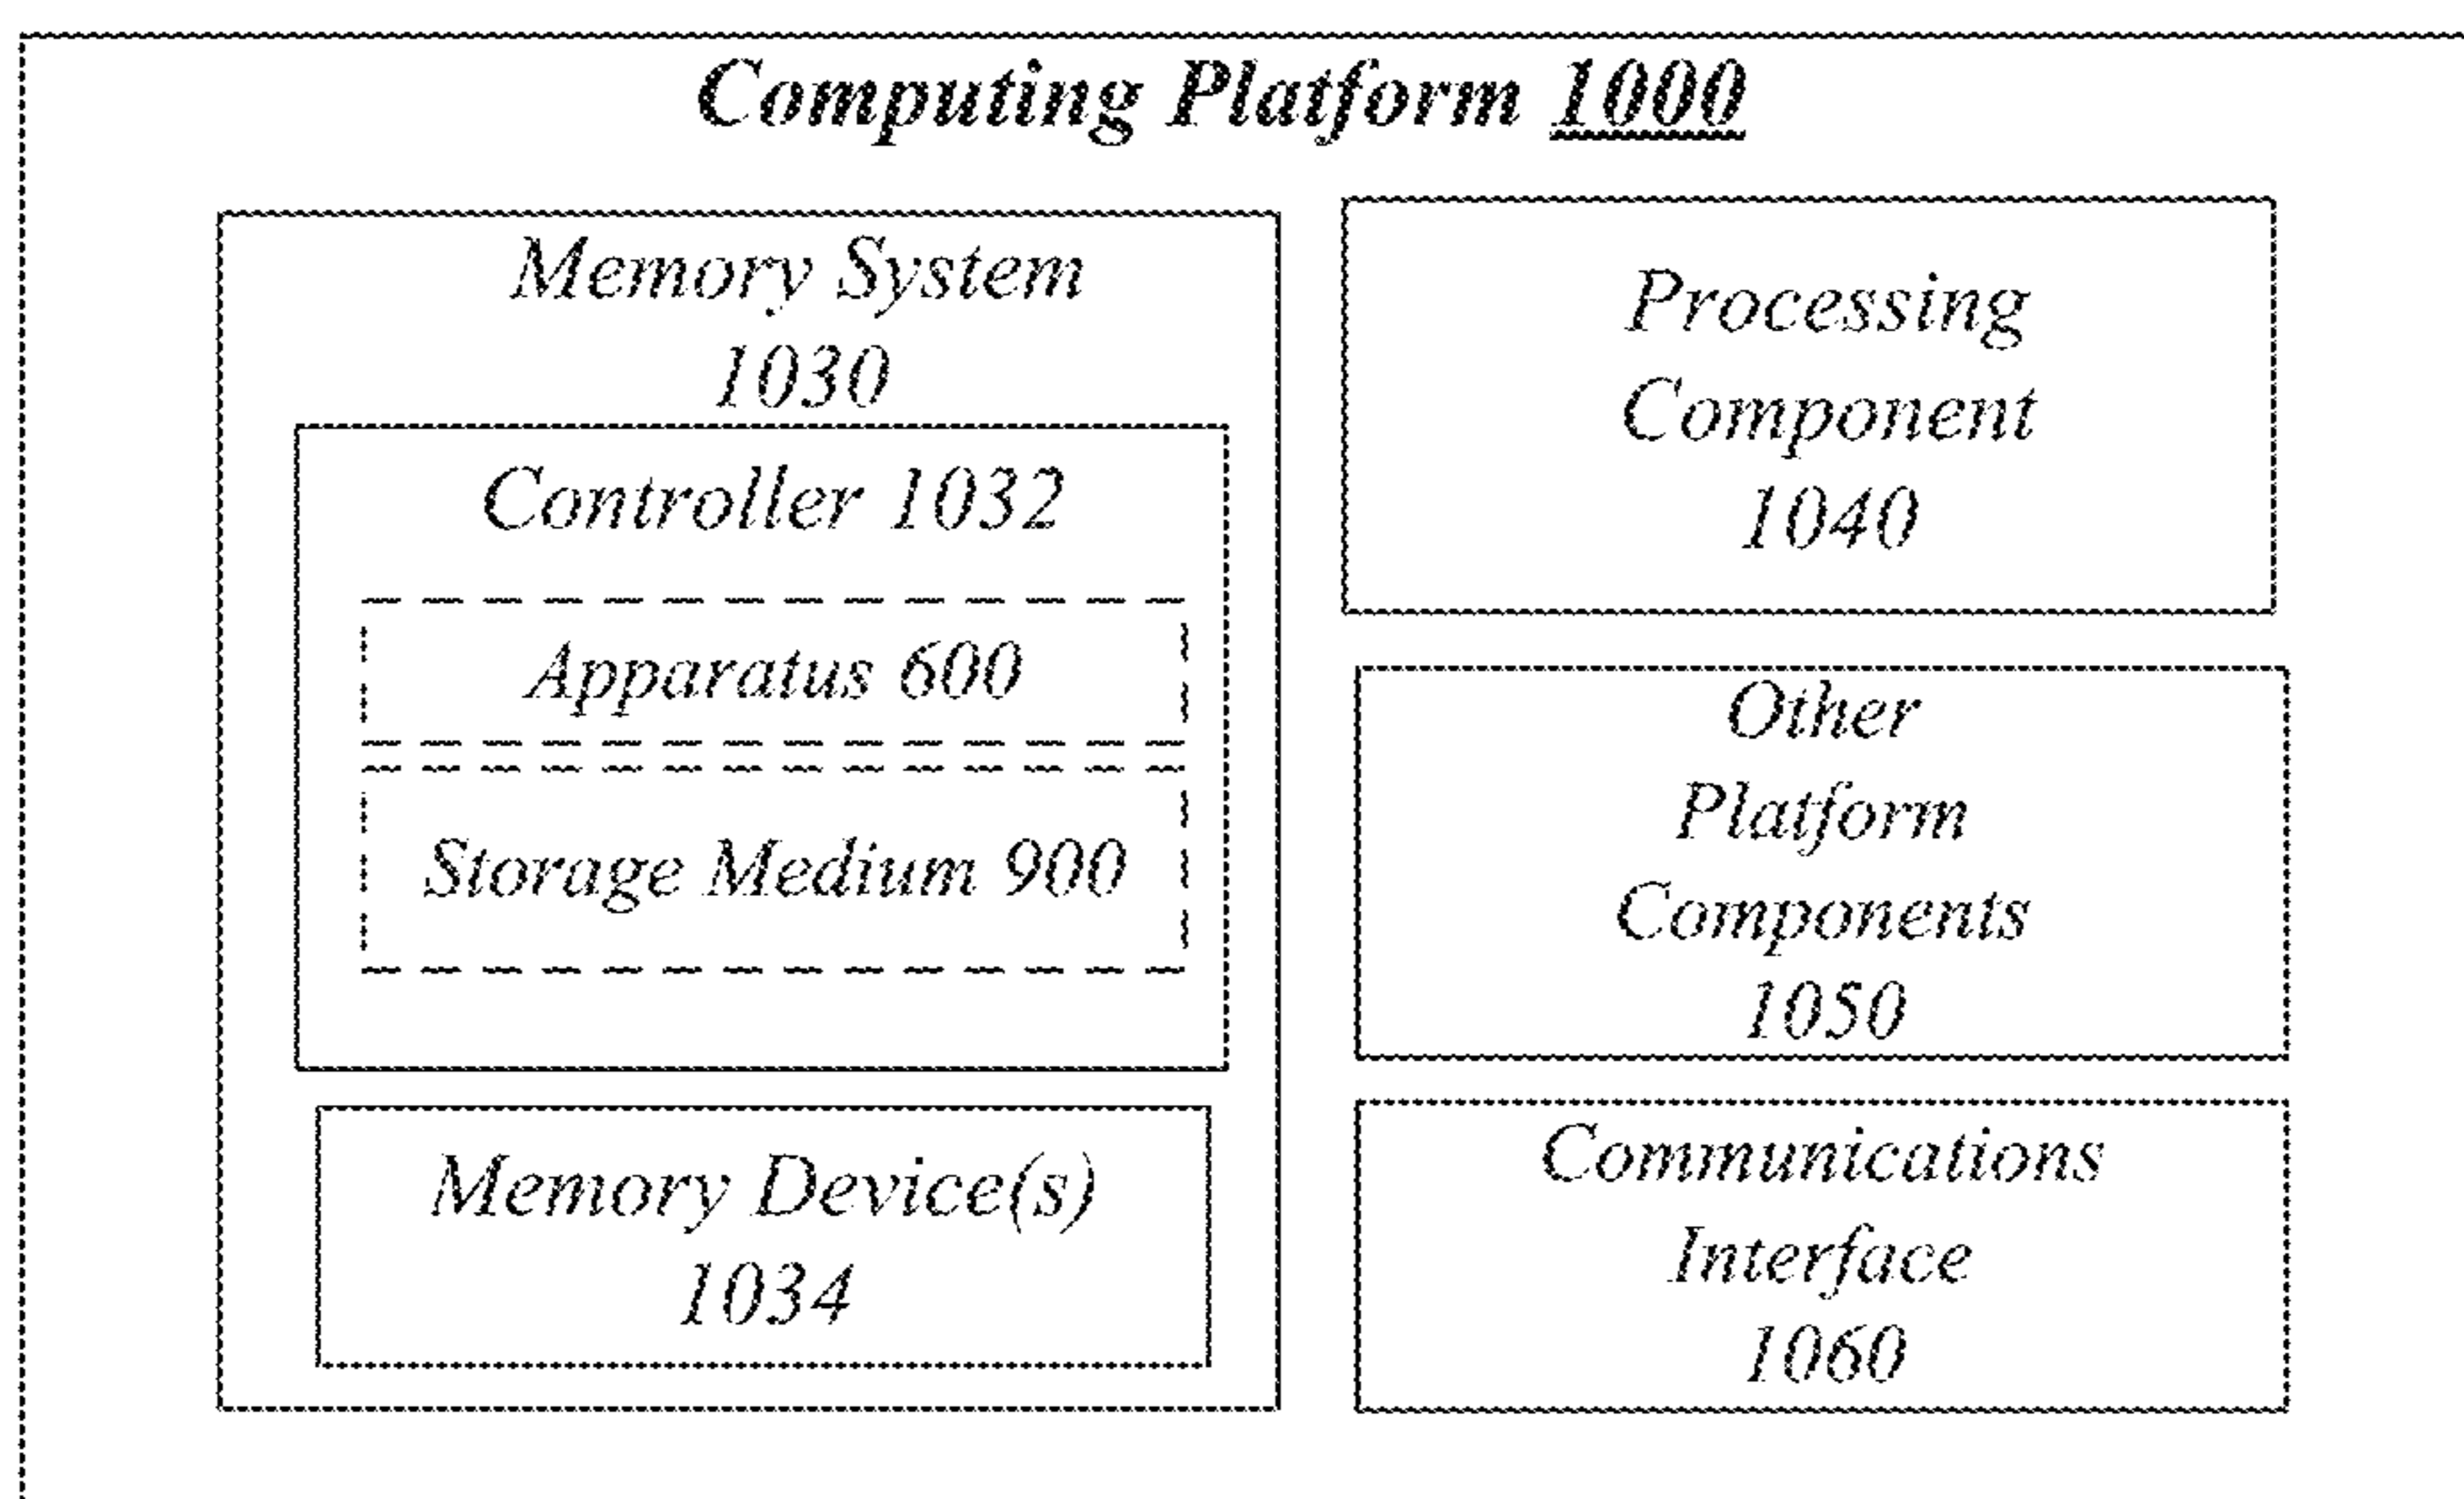 Computing Platform 1000
Memory System
1030
Controller 1032
Apparatus 600
Storage Medium 900
Memory Device(s)
1034
Processing
Component
1040
Other
Platform
Components
1050
Communications
Interface
1060